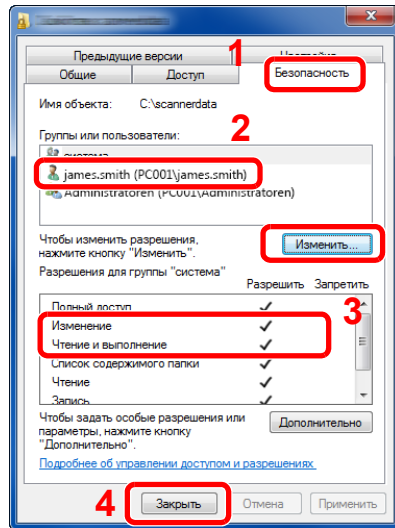 Предыдущие версии
1
Настройка
Общие
Доступ
Безопасность
Имя объекта: C:\scannerdata
2
Группы или пользователи:
система
james.smith (PC001\james.smith)
Administratoren (PC001\Administratoren)
Чтобы изменить разрешения,
нажмите кнопку "Изменить".
Изменить...
Разрешения для группы "система"
Разрешить Запретить
3
Полный доступ
Изменение
Чтение и выполнение
Список содержимого папки
Чтение
Запись
Чтобы задать особые разрешения или
параметры, нажмите кнопку
"Дополнительно".
Дополнительно
Подробнее об управлении доступом и разрешениях
4
Закрыть
Отмена
Применить